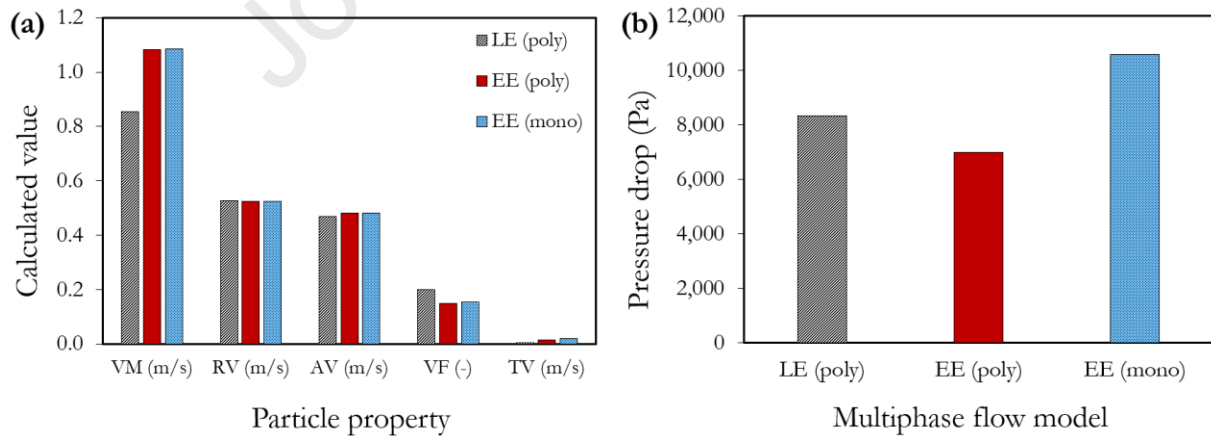 Jo
(a)
1.2
1.0
0.8
0.6
0.4
0.2
0.0
Calculated value
LE (poly)
EE (poly)
EE (mono)
VM (m/s) RV (m/s) AV (m/s) VF (-) TV (m/s)
Particle property
(b)
12,000
10,000
8,000
6,000
4,000
2,000
0
Pressure drop (Pa)
LE (poly) EE (poly) EE (mono)
Multiphase flow model